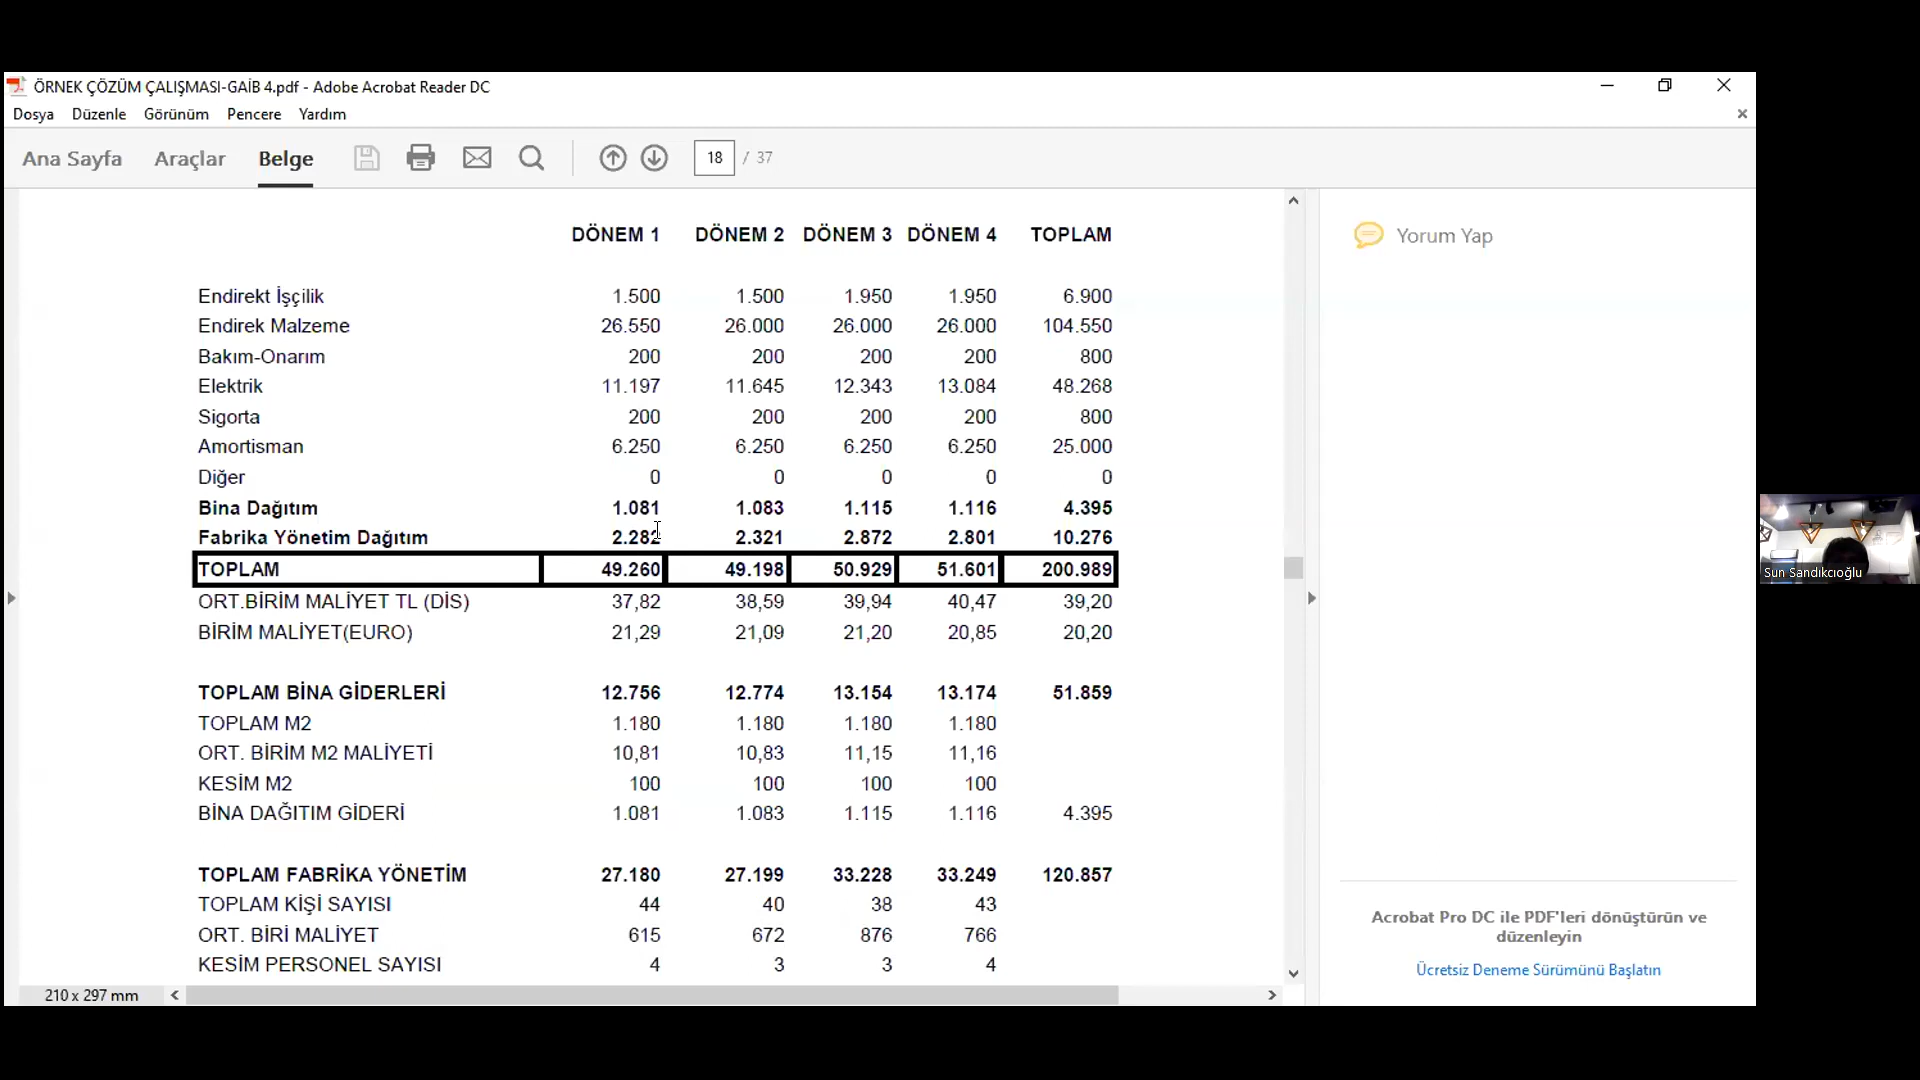 ÖRNEK ÇÖZÜM ÇALIŞMASI-GAİB 4.pdf - Adobe Acrobat Reader DC
Dosya Düzenle Görünüm Pencere Yardım
Ana Sayfa Araçlar Belge 18 / 37
DÖNEM 1 DÖNEM 2 DÖNEM 3 DÖNEM 4 TOPLAM
Endirekt İşçilik 1.500 1.500 1.950 1.950 6.900
Endirek Malzeme 26.550 26.000 26.000 26.000 104.550
Bakım-Onarım 200 200 200 200 800
Elektrik 11.197 11.645 12.343 13.084 48.268
Sigorta 200 200 200 200 800
Amortisman 6.250 6.250 6.250 6.250 25.000
Diğer 0 0 0 0 0
Bina Dağıtım 1.081 1.083 1.115 1.116 4.395
Fabrika Yönetim Dağıtım 2.282 2.321 2.872 2.801 10.276
TOPLAM 49.260 49.198 50.929 51.601 200.989
ORT.BİRİM MALİYET TL (DİS) 37,82 38,59 39,94 40,47 39,20
BİRİM MALİYET(EURO) 21,29 21,09 21,20 20,85 20,20
TOPLAM BİNA GİDERLERİ 12.756 12.774 13.154 13.174 51.859
TOPLAM M2 1.180 1.180 1.180 1.180
ORT. BİRİM M2 MALİYETİ 10,81 10,83 11,15 11,16
KESİM M2 100 100 100 100
BİNA DAĞITIM GİDERİ 1.081 1.083 1.115 1.116 4.395
TOPLAM FABRİKA YÖNETİM 27.180 27.199 33.228 33.249 120.857
TOPLAM KİŞİ SAYISI 44 40 38 43
ORT. BİRİ MALİYET 615 672 876 766
KESİM PERSONEL SAYISI 4 3 3 4
210 x 297 mm
Yorum Yap
Acrobat Pro DC ile PDF'leri dönüştürün ve
düzenleyin
Ücretsiz Deneme Sürümünü Başlatın
Sun Sandıkcıoğlu